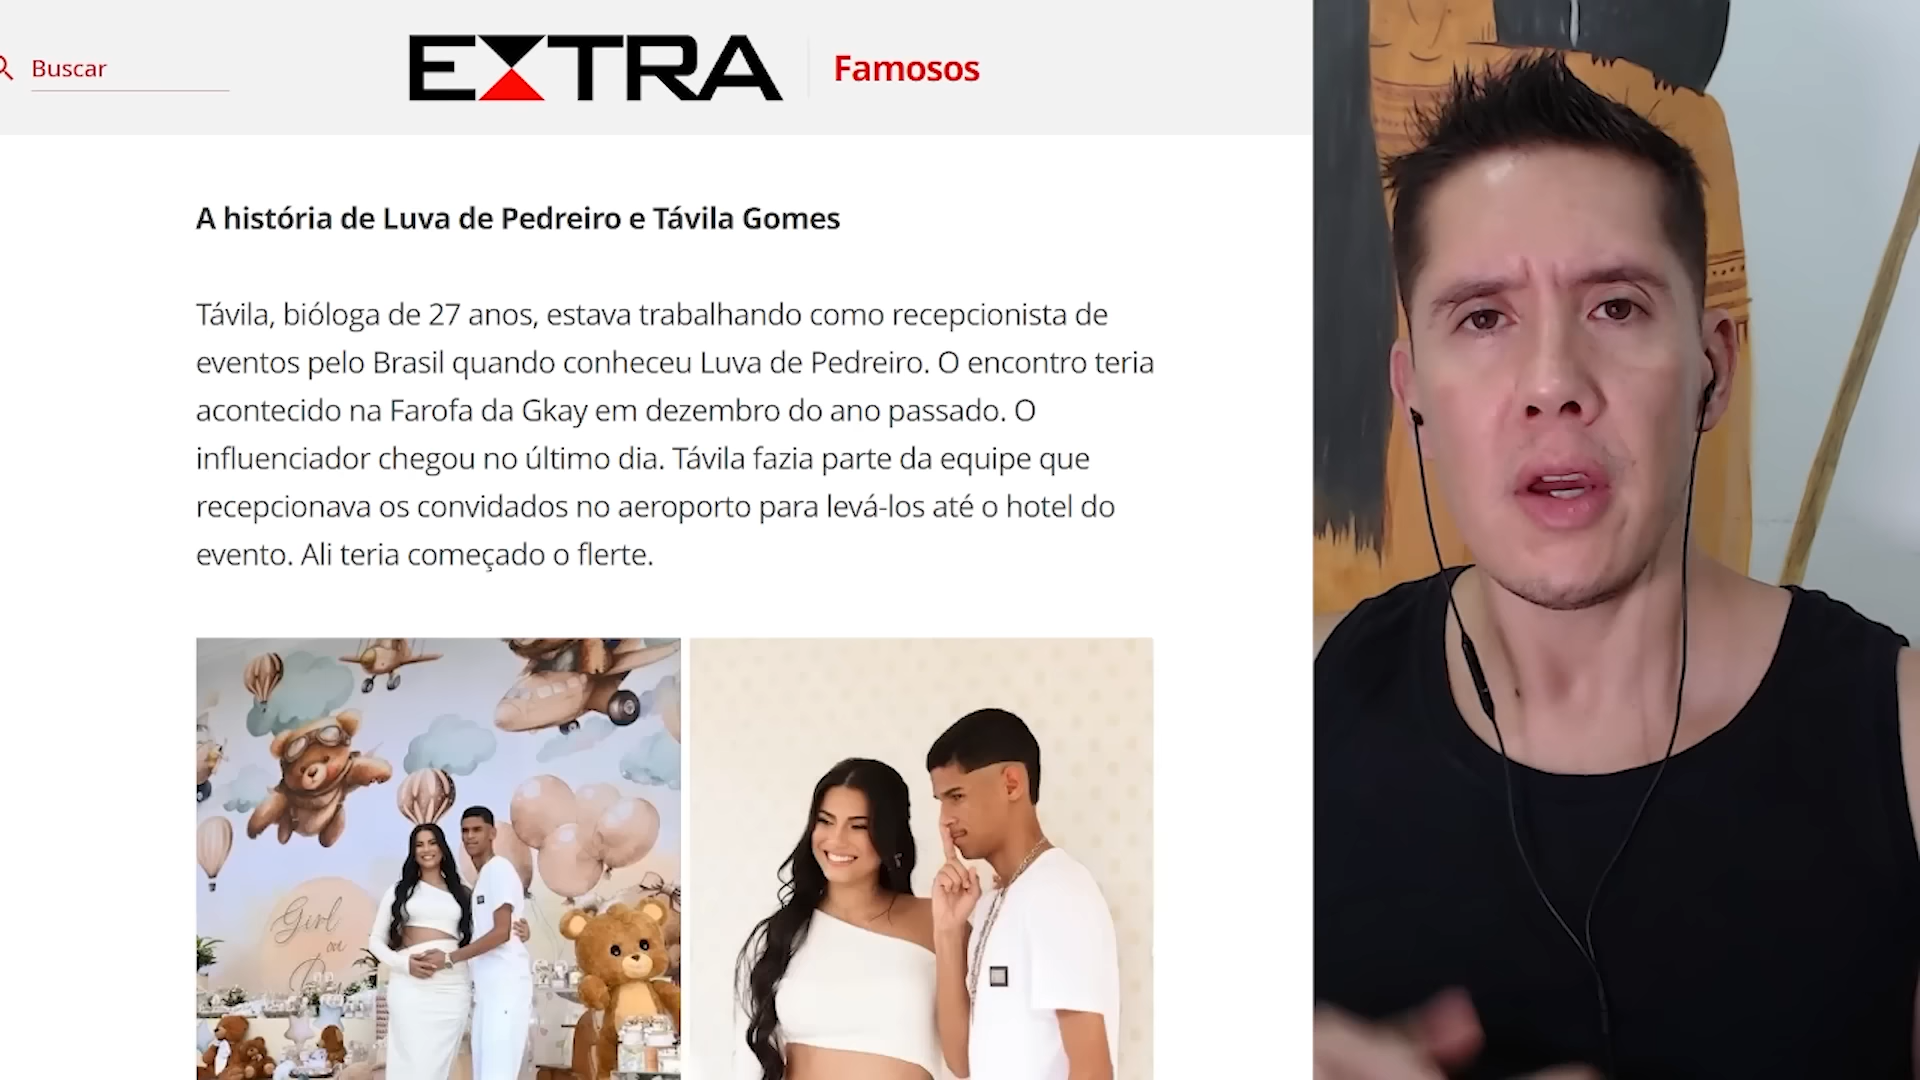 Buscar
EXTRA
Famosos
A história de Luva de Pedreiro e Távila Gomes
Távila, bióloga de 27 anos, estava trabalhando como recepcionista de
eventos pelo Brasil quando conheceu Luva de Pedreiro. O encontro teria
acontecido na Farofa da Gkay em dezembro do ano passado. O
influenciador chegou no último dia. Távila fazia parte da equipe que
recepcionava os convidados no aeroporto para levá-los até o hotel do
evento. Ali teria começado o flerte.
Girl
or